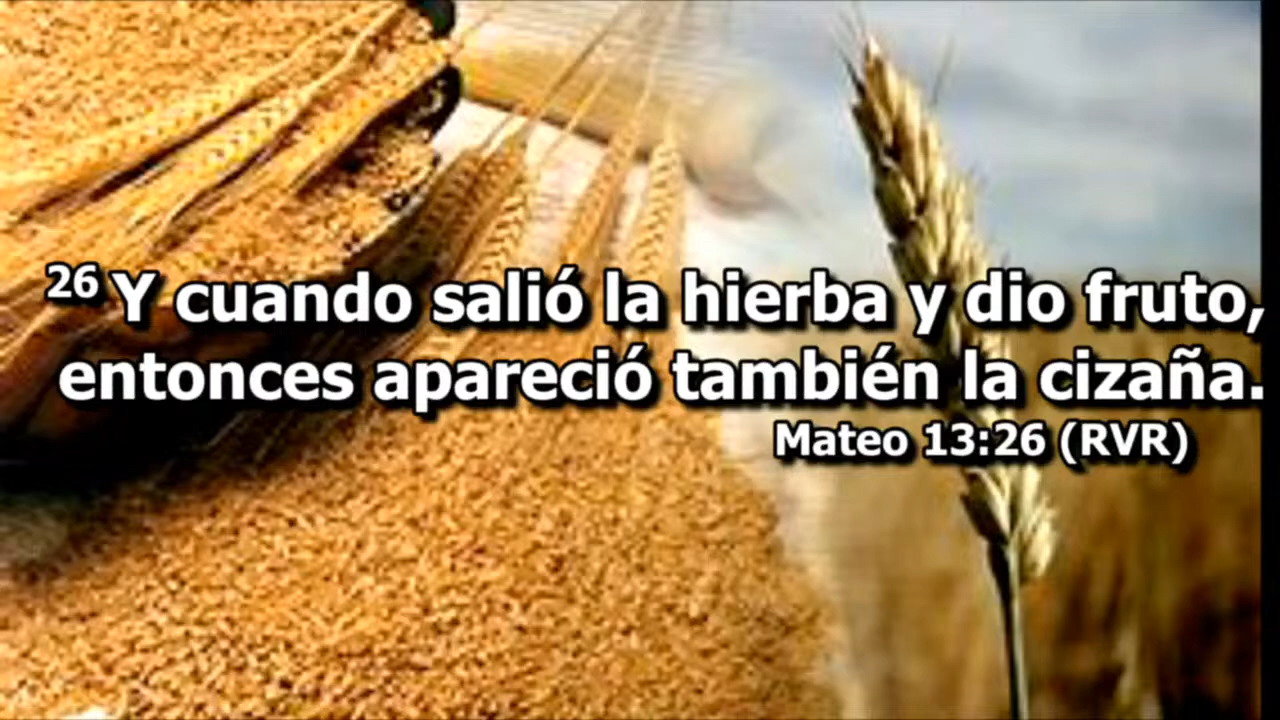 26 Y cuando salió la hierba y dio fruto,
entonces apareció también la cizaña.
Mateo 13:26 (RVR)